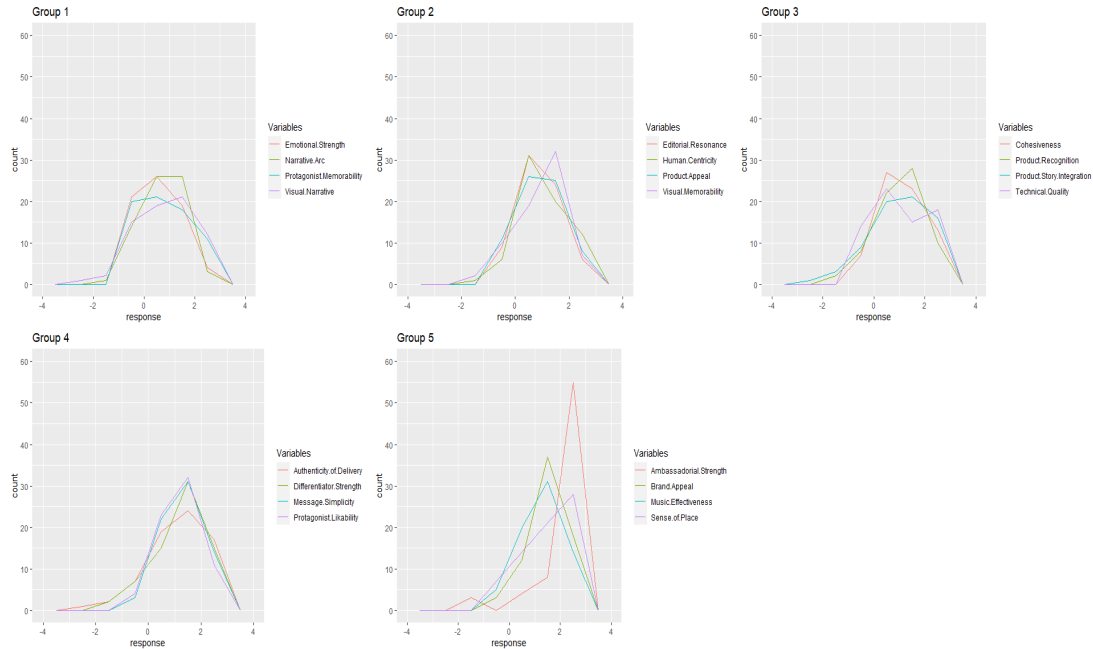 Group 1
60
50
40
30
20
10
0
count
-4
-2
0
2
4
response
Variables
Emotional.Strength
Narrative.Arc
Protagonist.Memorability
Visual.Narrative
Group 2
60
50
40
30
20
10
0
count
-4
-2
0
2
4
response
Variables
Editorial.Resonance
Human.Centricity
Product.Appeal
Visual.Memorability
Group 3
60
50
40
30
20
10
0
count
-4
-2
0
2
4
response
Variables
Cohesiveness
Product.Recognition
Product.Story.Integration
Technical.Quality
Group 4
60
50
40
30
20
10
0
count
-4
-2
0
2
4
response
Variables
Authenticity.of.Delivery
Differentiator.Strength
Message.Simplicity
Protagonist.Likability
Group 5
60
50
40
30
20
10
0
count
-4
-2
0
2
4
response
Variables
Ambassadorial.Strength
Brand.Appeal
Music.Effectiveness
Sense.of.Place